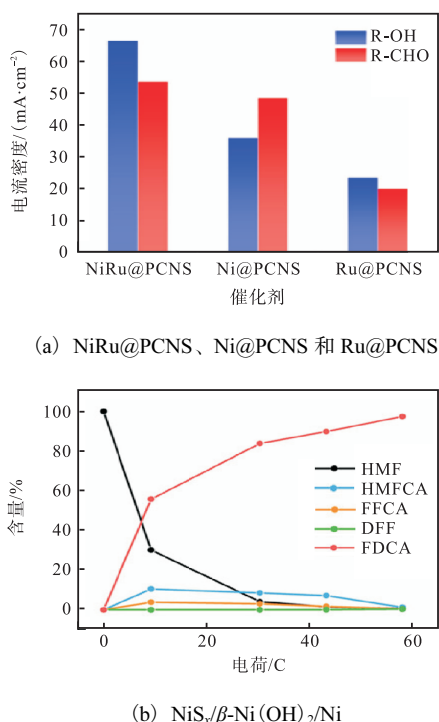 70
60
50
40
30
20
10
0
电流密度/(mA·cm⁻²)
R-OH
R-CHO
NiRu@PCNS Ni@PCNS Ru@PCNS
催化剂
(a) NiRu@PCNS、Ni@PCNS 和 Ru@PCNS
100
80
60
40
20
0
含量/%
HMF
HMFCA
FFCA
DFF
FDCA
0 20 40 60
电荷/C
(b) NiSₓ/β-Ni(OH)₂/Ni